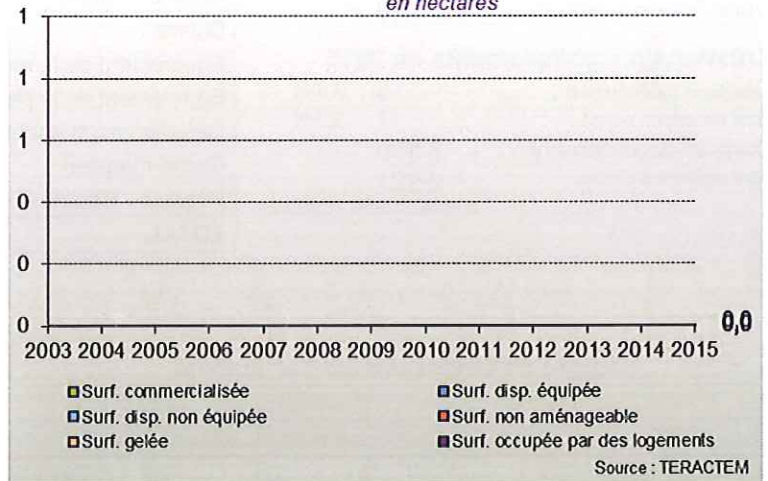 en hectares
1
1
1
0
0
0
0,0
2003 2004 2005 2006 2007 2008 2009 2010 2011 2012 2013 2014 2015
Surf. commercialisée
Surf. disp. équipée
Surf. disp. non équipée
Surf. non aménageable
Surf. gelée
Surf. occupée par des logements
Source : TERACTEM